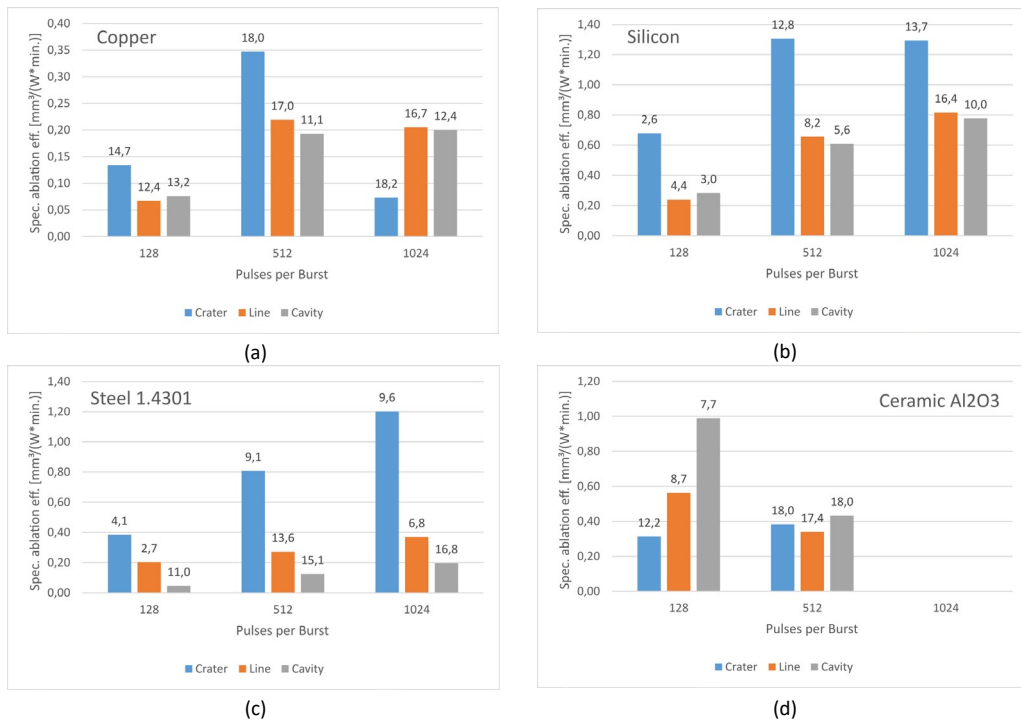 Copper
Spec. ablation eff. [mm³/(W*min.)]
0,40
0,35
0,30
0,25
0,20
0,15
0,10
0,05
0,00
14,7
12,4
13,2
18,0
17,0
11,1
18,2
16,7
12,4
128 512 1024
Pulses per Burst
Crater Line Cavity
(a)
Silicon
Spec. ablation eff. [mm³/(W*min.)]
1,40
1,20
1,00
0,80
0,60
0,40
0,20
0,00
2,6
4,4
3,0
12,8
8,2
5,6
13,7
16,4
10,0
128 512 1024
Pulses per Burst
Crater Line Cavity
(b)
Steel 1.4301
Spec. ablation eff. [mm³/(W*min.)]
1,40
1,20
1,00
0,80
0,60
0,40
0,20
0,00
4,1
2,7
11,0
9,1
13,6
15,1
9,6
6,8
16,8
128 512 1024
Pulses per Burst
Crater Line Cavity
(c)
Ceramic Al2O3
Spec. ablation eff. [mm³/(W*min.)]
1,20
1,00
0,80
0,60
0,40
0,20
0,00
12,2
8,7
7,7
18,0
17,4
18,0
128 512 1024
Pulses per Burst
Crater Line Cavity
(d)